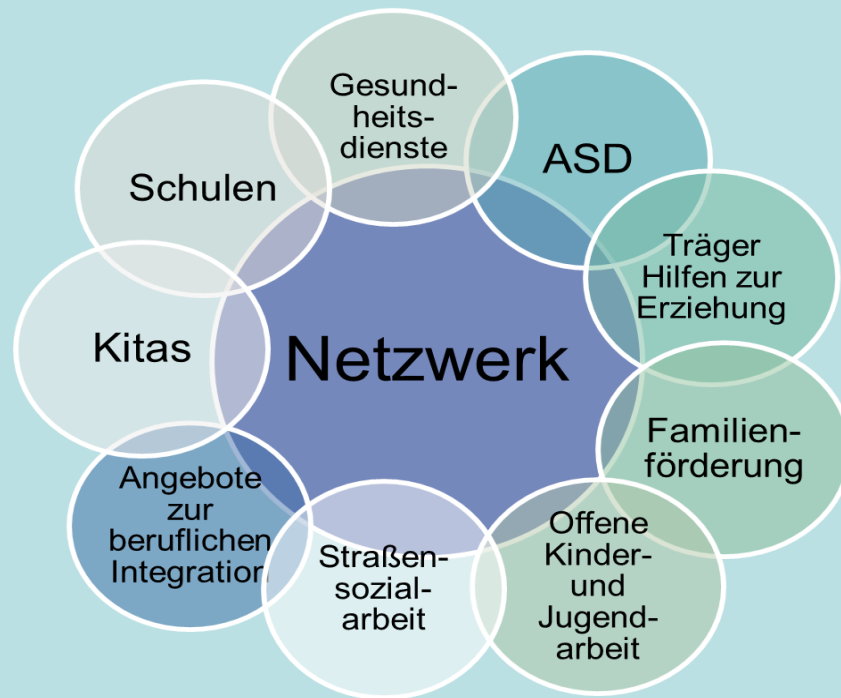 Gesund-
heits-
dienste
ASD
Träger
Hilfen zur
Erziehung
Familien-
förderung
Offene
Kinder-
und
Jugend-
arbeit
Straßen-
sozial-
arbeit
Angebote
zur
beruflichen
Integration
Kitas
Schulen
Netzwerk